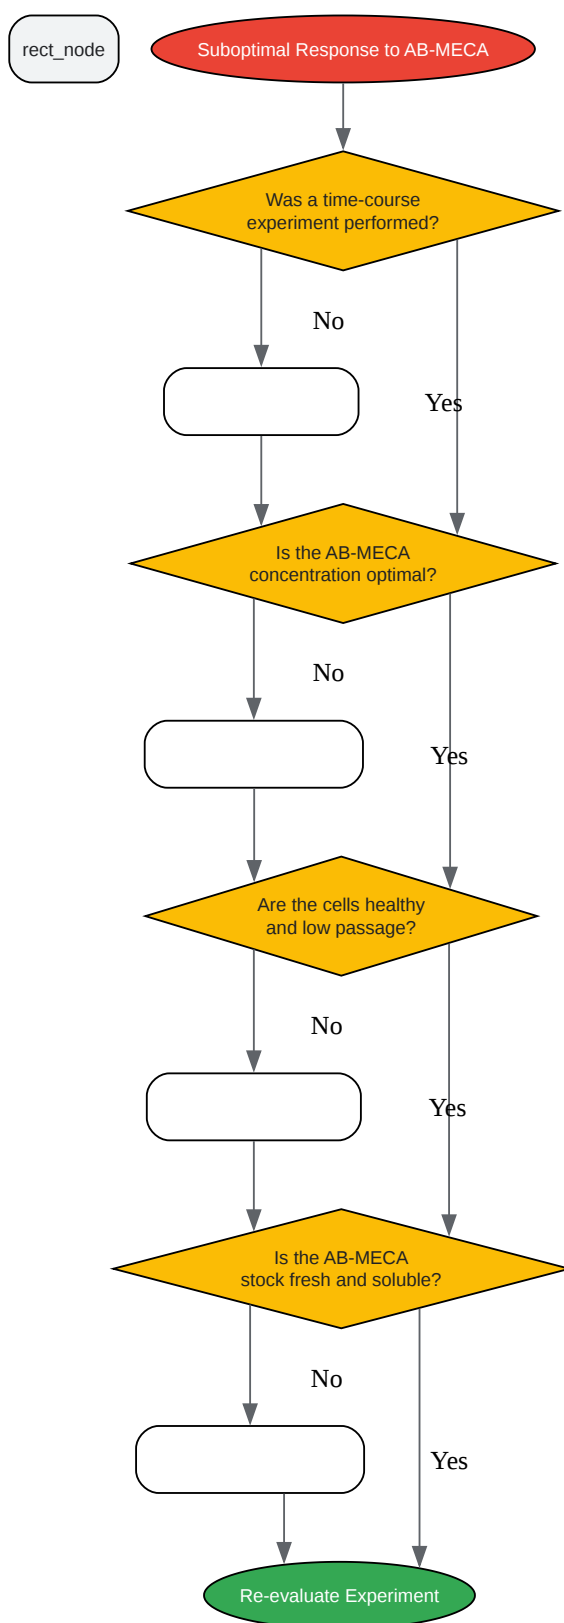 rect_node
Suboptimal Response to AB-MECA
Was a time-course
experiment performed?
No
Yes
Is the AB-MECA
concentration optimal?
No
Yes
Are the cells healthy
and low passage?
No
Yes
Is the AB-MECA
stock fresh and soluble?
No
Yes
Re-evaluate Experiment